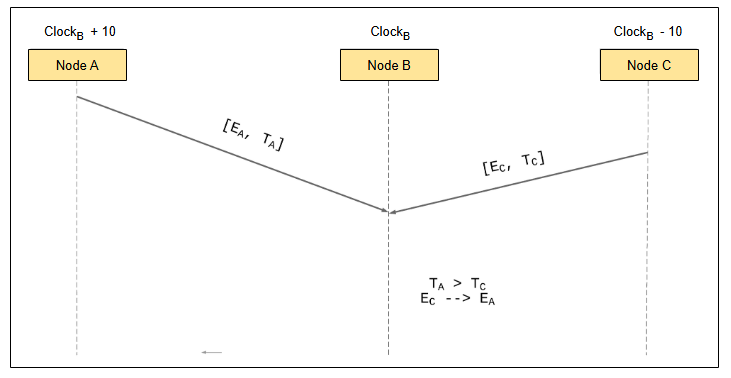 Clock_B + 10
Clock_B
Clock_B - 10
Node A
Node B
Node C
[E_A, T_A]
[E_C, T_C]
T_A > T_C
E_C --> E_A